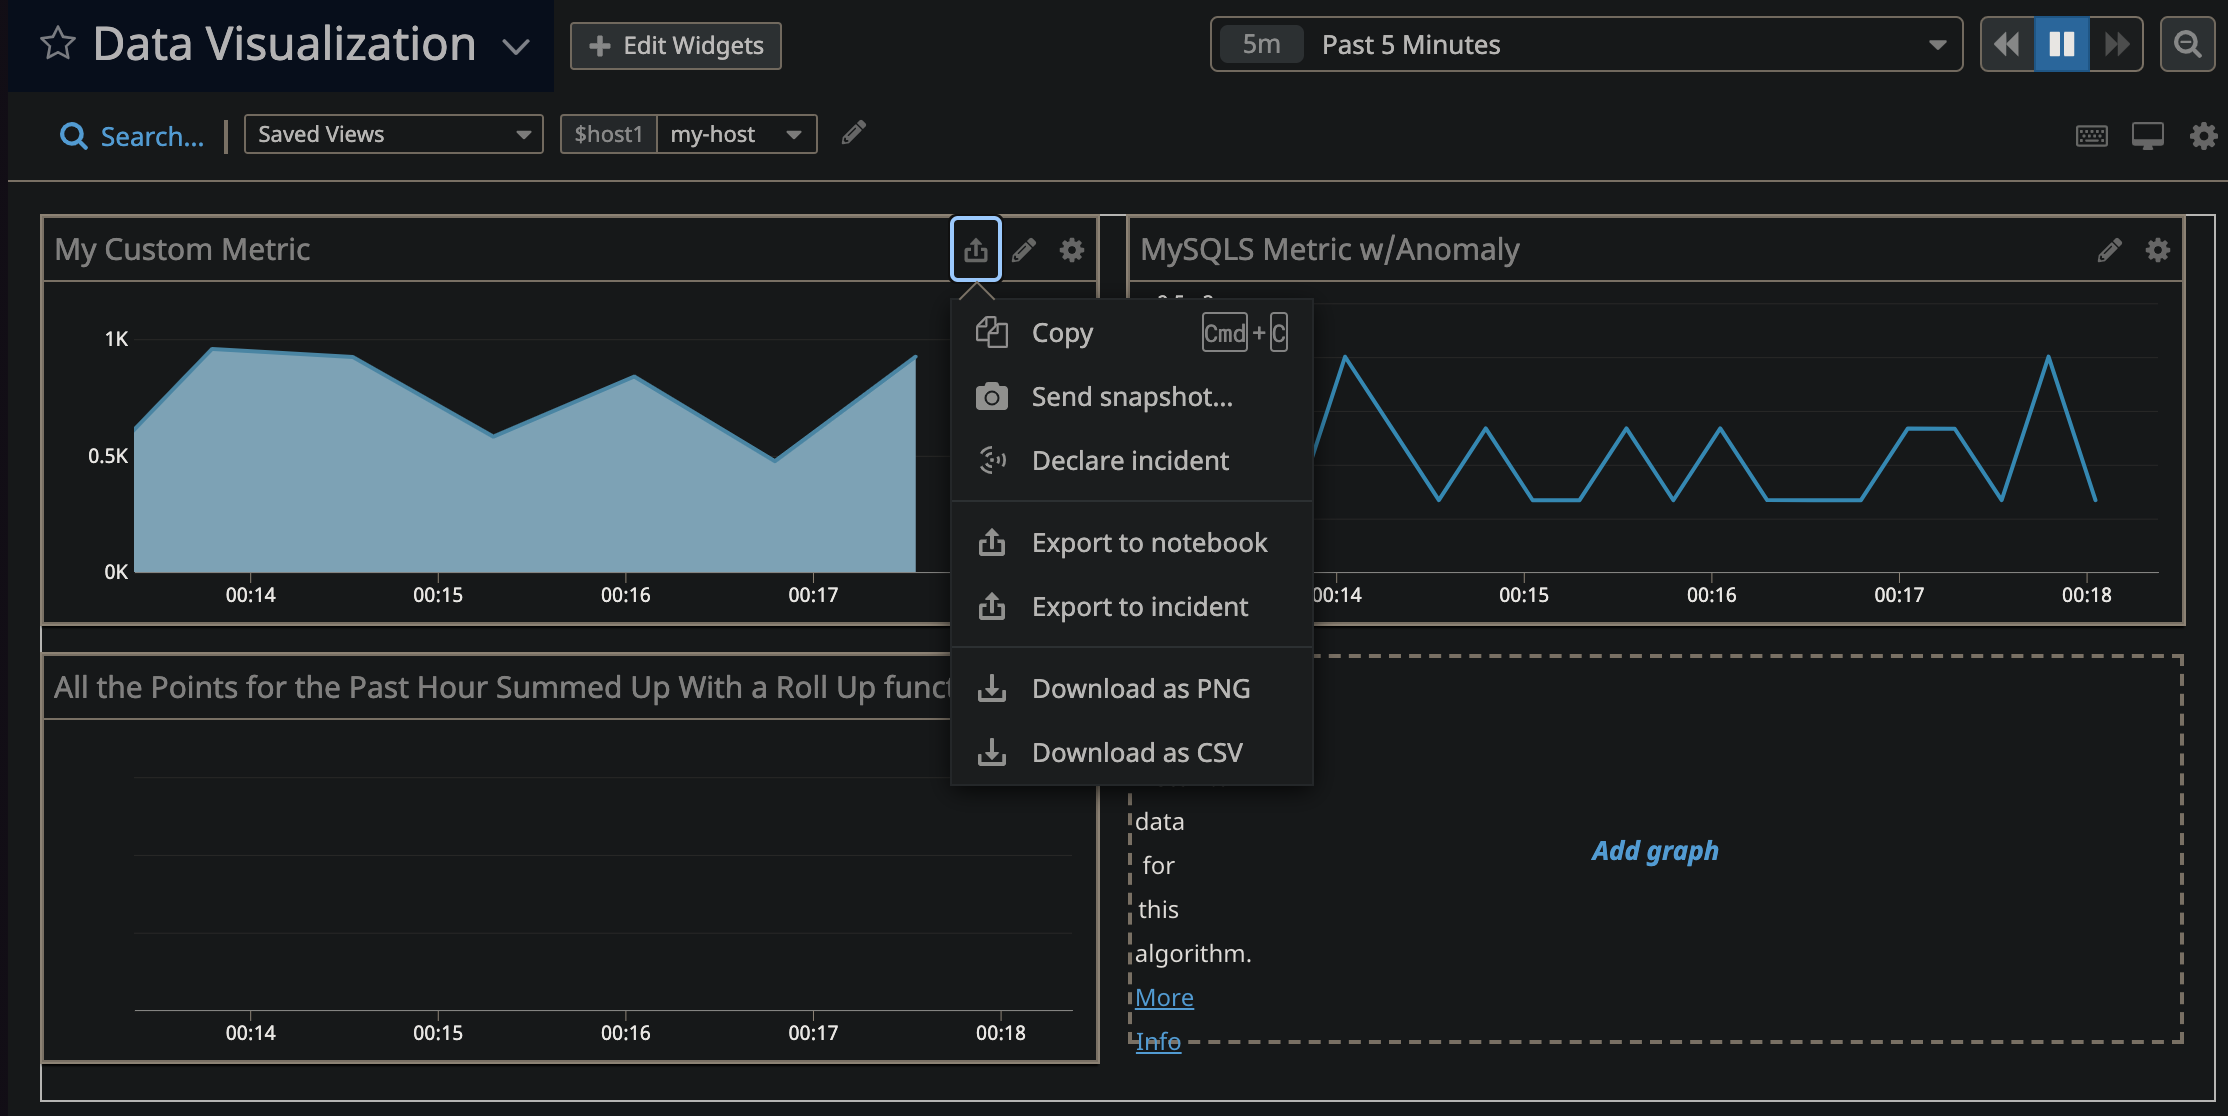 Data Visualization
Edit Widgets
5m Past 5 Minutes
Search...
Saved Views
$host1 my-host
My Custom Metric
1K
0.5K
0K
00:14 00:15 00:16 00:17
Copy Cmd + C
Send snapshot...
Declare incident
Export to notebook
Export to incident
Download as PNG
Download as CSV
MySQLS Metric w/Anomaly
00:14 00:15 00:16 00:17 00:18
All the Points for the Past Hour Summed Up With a Roll Up
00:14 00:15 00:16 00:17 00:18
data
for
this
algorithm.
More
Info
Add graph